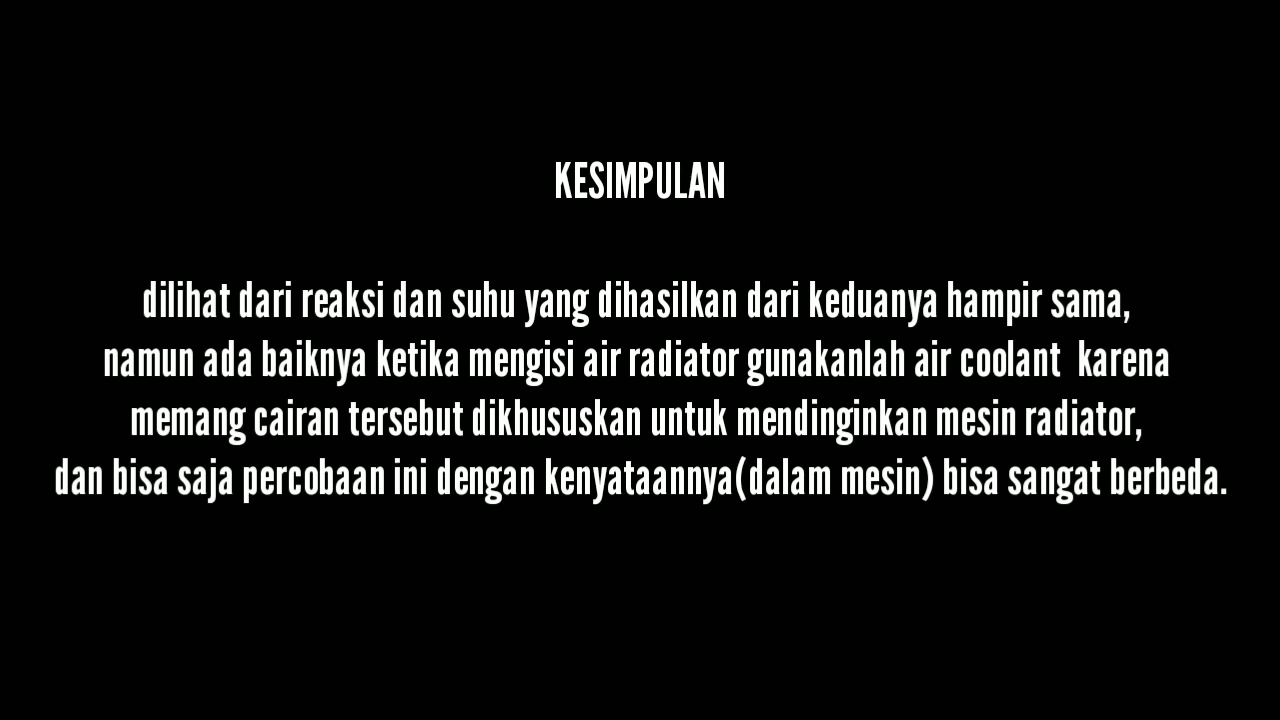 KESIMPULAN
dilihat dari reaksi dan suhu yang dihasilkan dari keduanya hampir sama,
namun ada baiknya ketika mengisi air radiator gunakanlah air coolant  karena
memang cairan tersebut dikhususkan untuk mendinginkan mesin radiator,
dan bisa saja percobaan ini dengan kenyataannya(dalam mesin) bisa sangat berbeda.